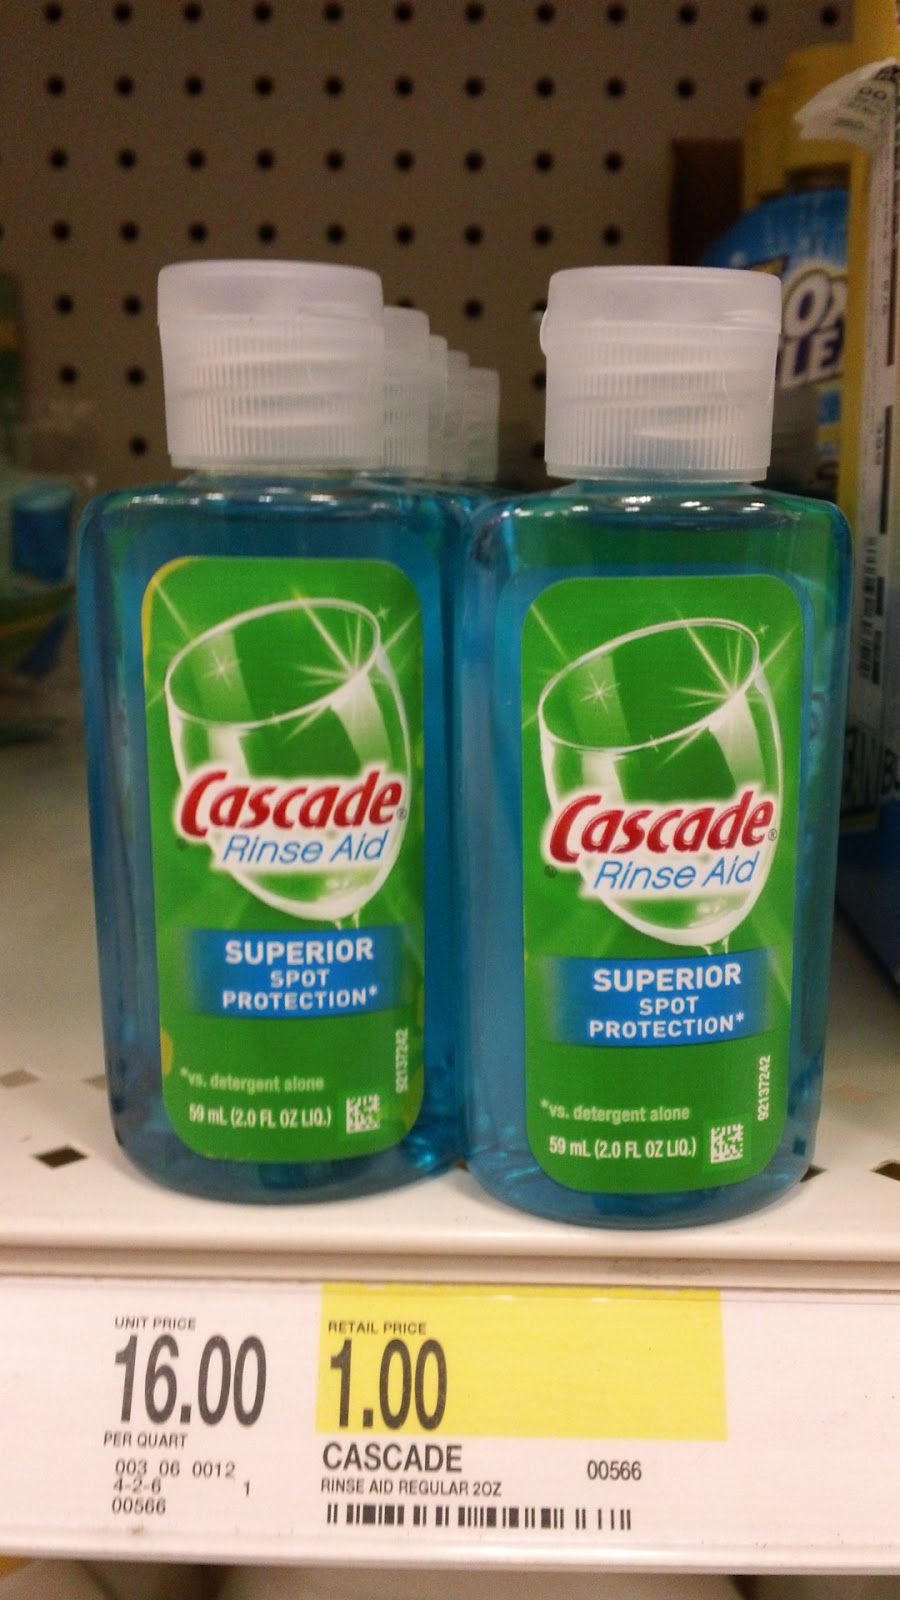 Cascade®
Rinse Aid
SUPERIOR
SPOT
PROTECTION*
*vs. detergent alone
59 mL (2.0 FL OZ LIQ.)
92137242
Cascade®
Rinse Aid
SUPERIOR
SPOT
PROTECTION*
*vs. detergent alone
59 mL (2.0 FL OZ LIQ.)
92137242
UNIT PRICE
16.00
PER QUART
003 06 0012
4-2-6 1
00566
RETAIL PRICE
1.00
CASCADE 00566
RINSE AID REGULAR 2OZ